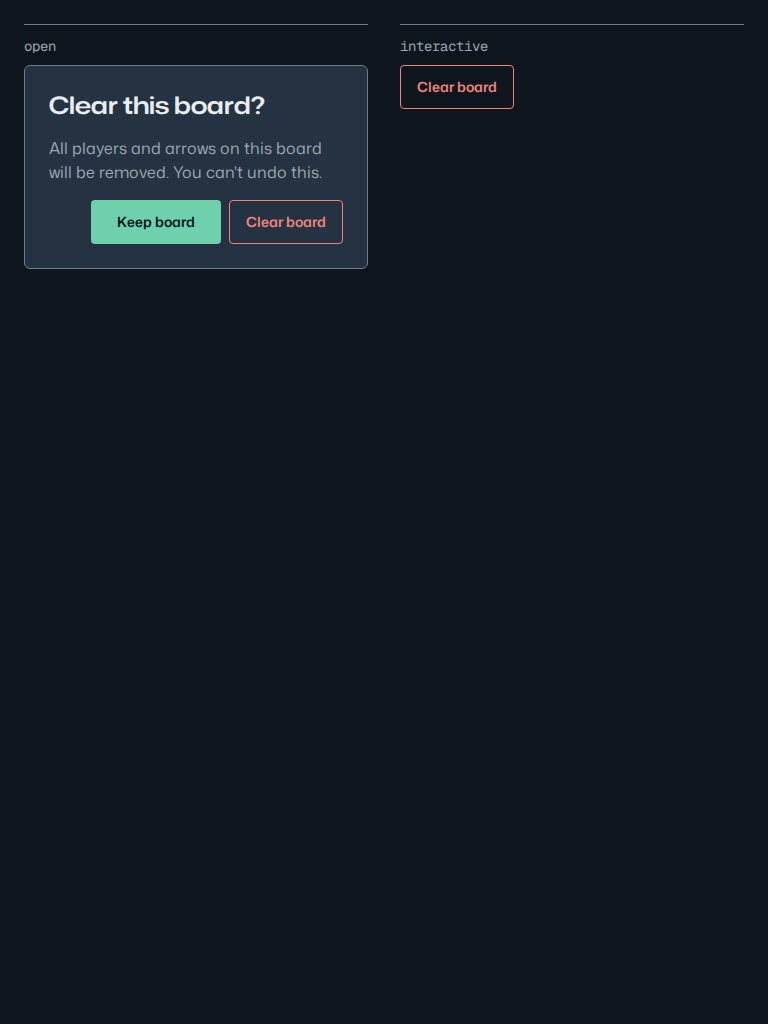 open
Clear this board?
All players and arrows on this board
will be removed. You can't undo this.
Keep board
Clear board
interactive
Clear board